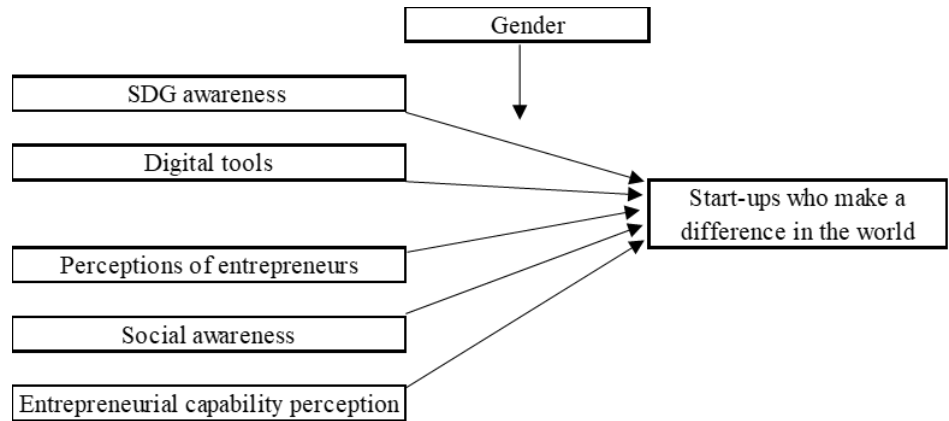 Gender
SDG awareness
Digital tools
Start-ups who make a
difference in the world
Perceptions of entrepreneurs
Social awareness
Entrepreneurial capability perception